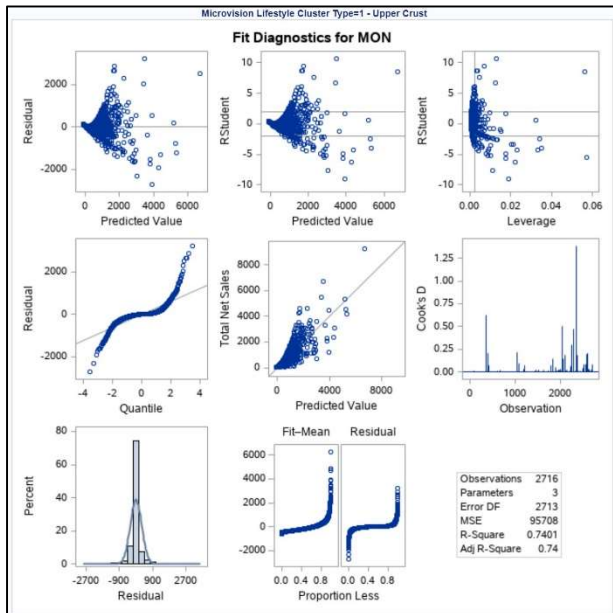 Microvision Lifestyle Cluster Type=1 - Upper Crust
Fit Diagnostics for MON
Residual
2000
0
-2000
0 2000 4000 6000
Predicted Value
RStudent
10
5
0
-5
-10
0 2000 4000 6000
Predicted Value
RStudent
10
5
0
-5
-10
0.00 0.02 0.04 0.06
Leverage
Residual
2000
0
-2000
-4 -2 0 2 4
Quantile
Total Net Sales
8000
6000
4000
2000
0
0 4000 8000
Predicted Value
Cook's D
1.25
1.00
0.75
0.50
0.25
0.00
0 1000 2000
Observation
Percent
80
60
40
20
0
-2700 -900 900 2700
Residual
Fit–Mean Residual
6000
4000
2000
0
-2000
0.0 0.4 0.8 0.0 0.4 0.8
Proportion Less
Observations 2716
Parameters 3
Error DF 2713
MSE 95708
R-Square 0.7401
Adj R-Square 0.74